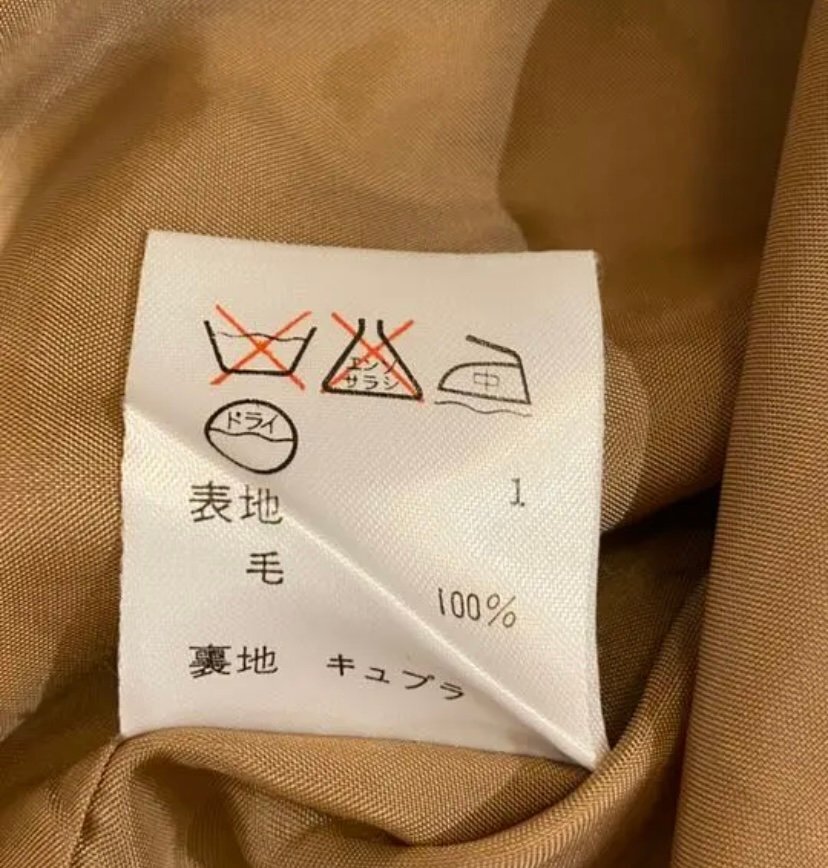 エンソ
サラシ
中
ドライ
表地 1
毛
100%
裏地 キュプラ